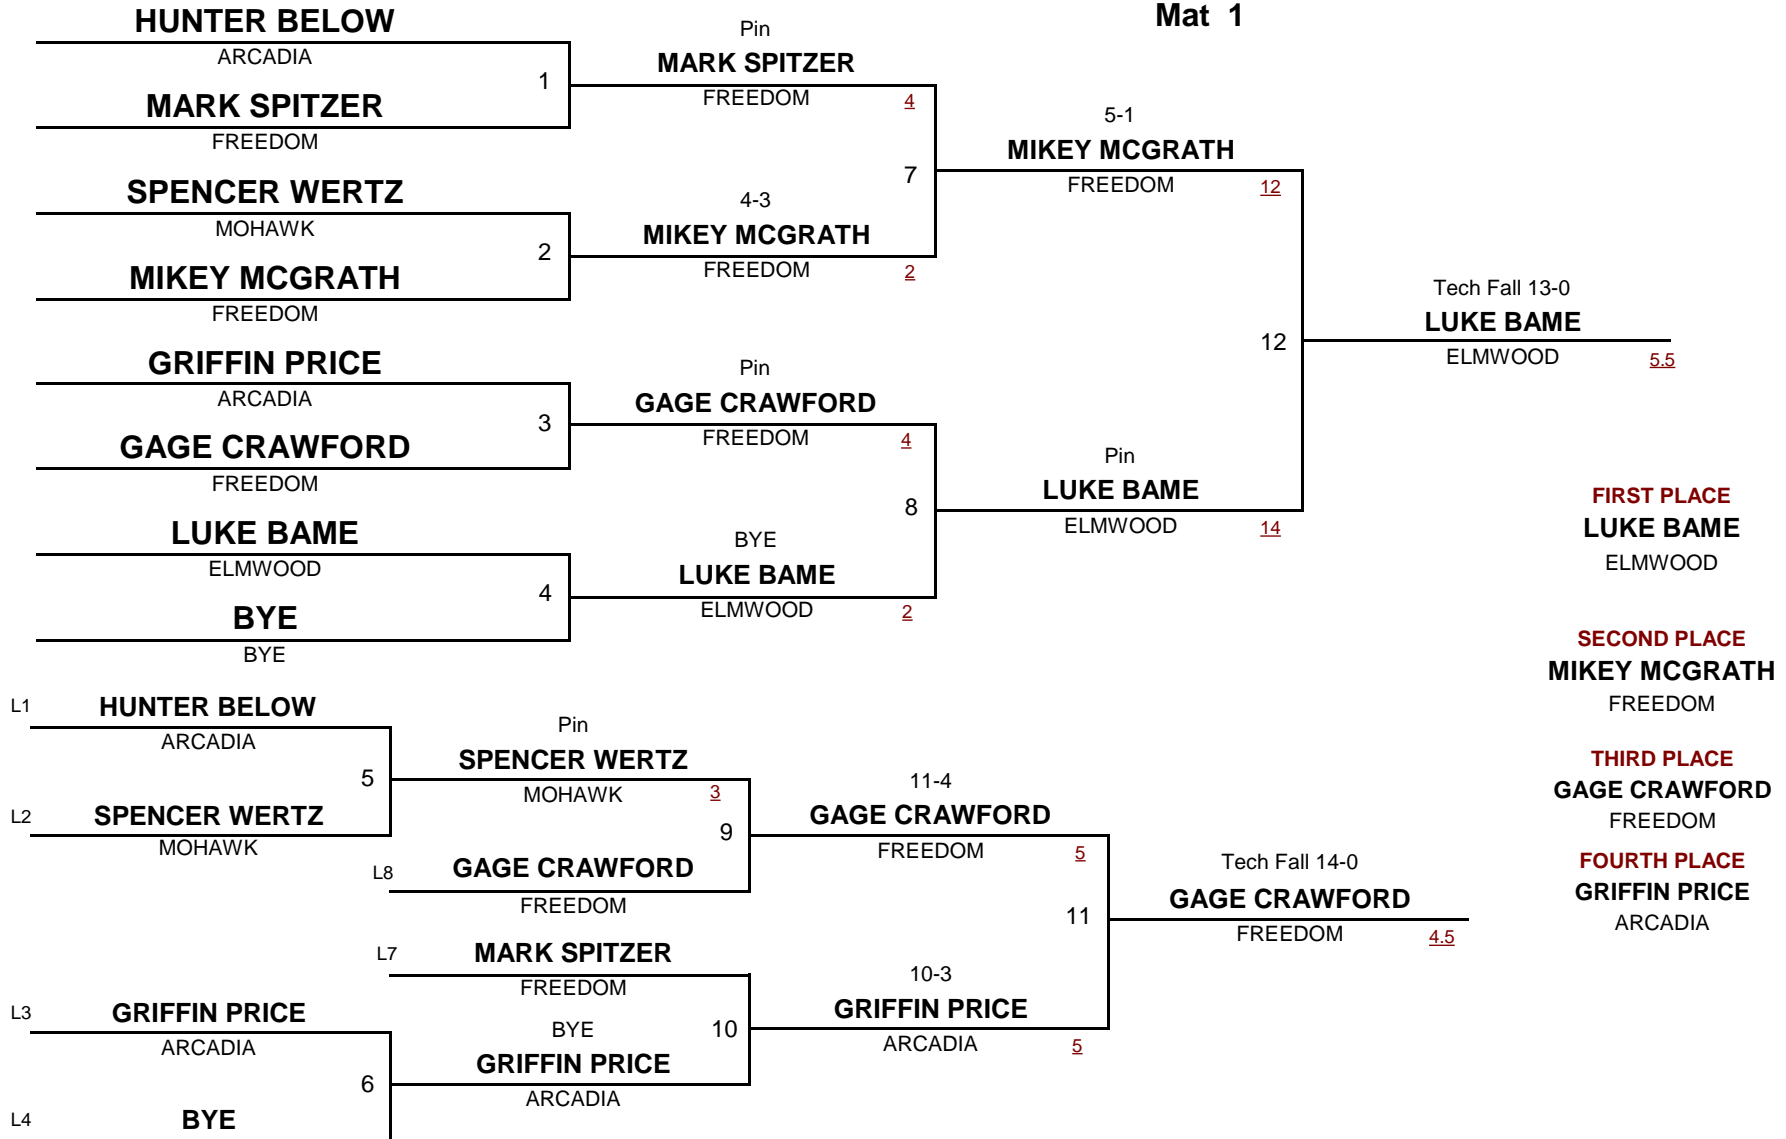 Mat 1
HUNTER BELOW
ARCADIA
1
MARK SPITZER
FREEDOM
Pin
MARK SPITZER
FREEDOM
4
SPENCER WERTZ
MOHAWK
2
MIKEY MCGRATH
FREEDOM
4-3
MIKEY MCGRATH
FREEDOM
2
7
5-1
MIKEY MCGRATH
FREEDOM
12
GRIFFIN PRICE
ARCADIA
3
GAGE CRAWFORD
FREEDOM
Pin
GAGE CRAWFORD
FREEDOM
4
LUKE BAME
ELMWOOD
4
BYE
BYE
BYE
LUKE BAME
ELMWOOD
2
8
Pin
LUKE BAME
ELMWOOD
14
12
Tech Fall 13-0
LUKE BAME
ELMWOOD
5.5
FIRST PLACE
LUKE BAME
ELMWOOD
SECOND PLACE
MIKEY MCGRATH
FREEDOM
THIRD PLACE
GAGE CRAWFORD
FREEDOM
FOURTH PLACE
GRIFFIN PRICE
ARCADIA
L1
HUNTER BELOW
ARCADIA
5
L2
SPENCER WERTZ
MOHAWK
Pin
SPENCER WERTZ
MOHAWK
3
9
L8
GAGE CRAWFORD
FREEDOM
11-4
GAGE CRAWFORD
FREEDOM
5
L7
MARK SPITZER
FREEDOM
L3
GRIFFIN PRICE
ARCADIA
6
L4
BYE
BYE
GRIFFIN PRICE
ARCADIA
10
10-3
GRIFFIN PRICE
ARCADIA
5
11
Tech Fall 14-0
GAGE CRAWFORD
FREEDOM
4.5